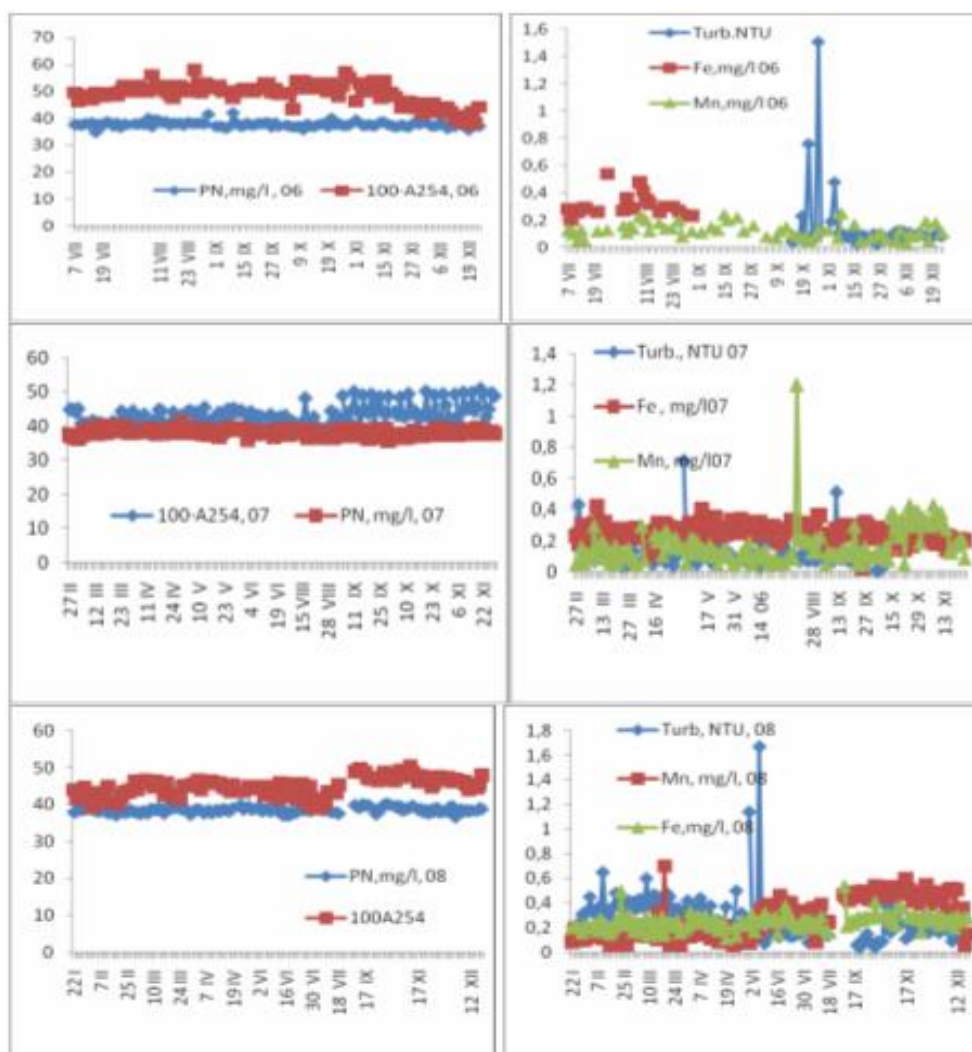 70
60
50
40
30
20
10
0
PN,mg/l, 06 100·A254, 06
7 VII 19 VII 11 VIII 23 VIII 1 IX 15 IX 27 IX 9 X 19 X 1 XI 15 XI 27 XI 6 XII 19 XII
1,6
1,4
1,2
1
0,8
0,6
0,4
0,2
0
Turb.NTU
Fe,mg/l 06
Mn,mg/l 06
7 VII 19 VII 11 VIII 23 VIII 1 IX 15 IX 27 IX 9 X 19 X 1 XI 15 XI 27 XI 6 XII 19 XII
60
50
40
30
20
10
0
100·A254, 07 PN, mg/l, 07
27 II 12 III 23 III 11 IV 24 IV 10 V 23 V 4 VI 19 VI 15 VIII 28 VIII 11 IX 25 IX 10 X 23 X 6 XI 22 XI
1,4
1,2
1
0,8
0,6
0,4
0,2
0
Turb., NTU 07
Fe , mg/l07
Mn, mg/l07
27 II 13 III 27 III 16 IV 17 V 31 V 14 06 28 VIII 13 IX 27 IX 15 X 29 X 13 XI
60
50
40
30
20
10
0
PN,mg/l, 08
100A254
22 I 7 II 25 II 10 III 24 III 7 IV 19 IV 2 VI 16 VI 30 VI 18 VII 17 IX 17 XI 12 XII
1,8
1,6
1,4
1,2
1
0,8
0,6
0,4
0,2
0
Turb, NTU, 08
Mn, mg/l, 08
Fe,mg/l, 08
22 I 7 II 25 II 10 III 24 III 7 IV 19 IV 2 VI 16 VI 30 VI 18 VII 17 IX 17 XI 12 XII